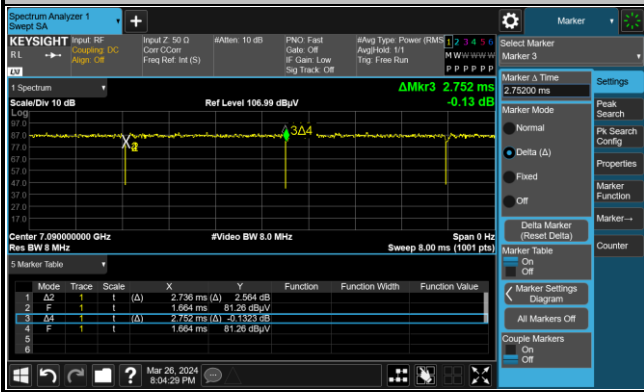 Spectrum Analyzer 1
Swept SA
Marker
KEYSIGHT
RL
Input: RF
Coupling: DC
Align: Off
Input Z: 50 Ω
Corr CCorr
Freq Ref: Int (S)
#Atten: 10 dB
PNO: Fast
Gate: Off
IF Gain: Low
Sig Track: Off
#Avg Type: Power (RMS
Avg|Hold: 1/1
Trig: Free Run
1 2 3 4 5 6
M W W W W W
P P P P P P
LXI
Select Marker
Marker 3
1 Spectrum
ΔMkr3 2.752 ms
Scale/Div 10 dB
Ref Level 106.99 dBµV
-0.13 dB
Log
97.0
87.0
77.0
67.0
57.0
47.0
37.0
27.0
17.0
3Δ4
Center 7.090000000 GHz
#Video BW 8.0 MHz
Span 0 Hz
Res BW 8 MHz
Sweep 8.00 ms (1001 pts)
5 Marker Table
Mode Trace Scale X Y Function Function Width Function Value
1 Δ2 1 t (Δ) 2.736 ms (Δ) 2.564 dB
2 F 1 t 1.664 ms 81.26 dBµV
3 Δ4 1 t (Δ) 2.752 ms (Δ) -0.1323 dB
4 F 1 t 1.664 ms 81.26 dBµV
5
6
Marker Δ Time
2.75200 ms
Marker Mode
Normal
Delta (Δ)
Fixed
Off
Delta Marker
(Reset Delta)
Marker Table
On
Off
Marker Settings
Diagram
All Markers Off
Couple Markers
On
Off
Settings
Peak
Search
Pk Search
Config
Properties
Marker
Function
Marker→
Counter
?
Mar 26, 2024
8:04:29 PM